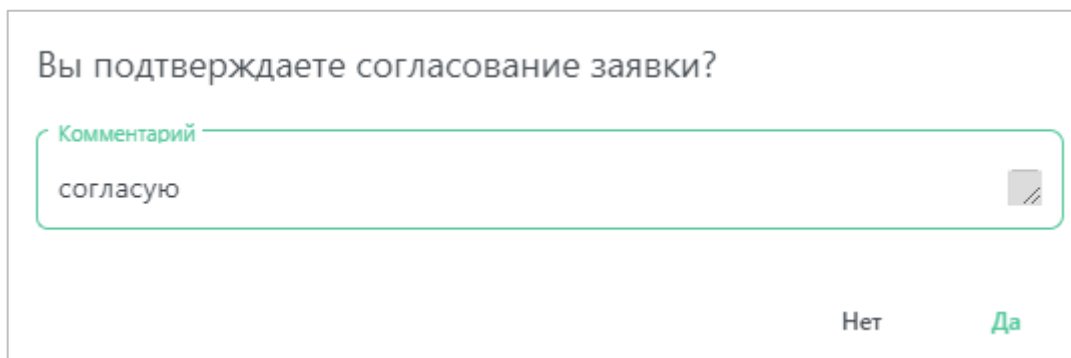 Вы подтверждаете согласование заявки?
Комментарий
согласую
Нет Да